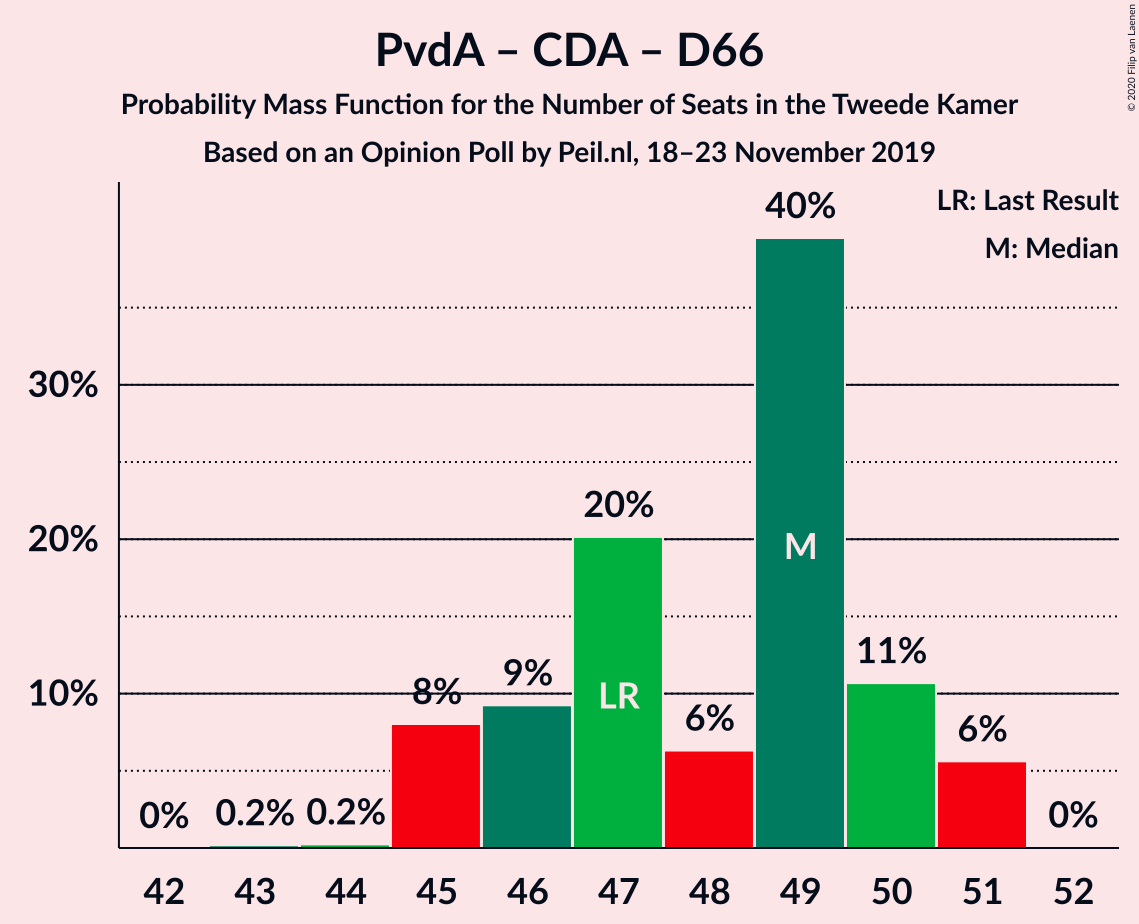 PvdA – CDA – D66
Probability Mass Function for the Number of Seats in the Tweede Kamer
Based on an Opinion Poll by Peil.nl, 18–23 November 2019
© 2020 Filip van Laenen
LR: Last Result
M: Median
40%
30%
20%
M
20%
11%
10%
9%
8%
LR
6%
6%
0%
0.2%
0.2%
0%
42 43 44 45 46 47 48 49 50 51 52